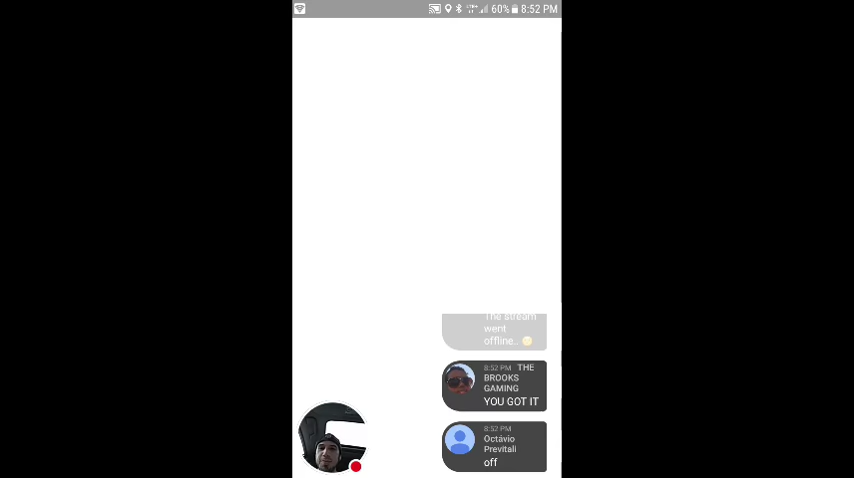 60% 8:52 PM
The stream
went
offline..
8:52 PM THE
BROOKS
GAMING
YOU GOT IT
8:52 PM
Octávio
Previtali
off